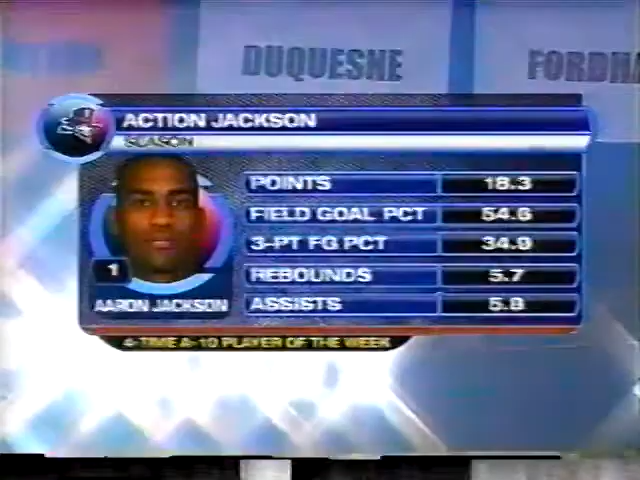 DUQUESNE
FORDHA
ACTION JACKSON
SEASON
POINTS 18.3
FIELD GOAL PCT 54.6
3-PT FG PCT 34.9
REBOUNDS 5.7
ASSISTS 5.8
1
AARON JACKSON
4-TIME A-10 PLAYER OF THE WEEK